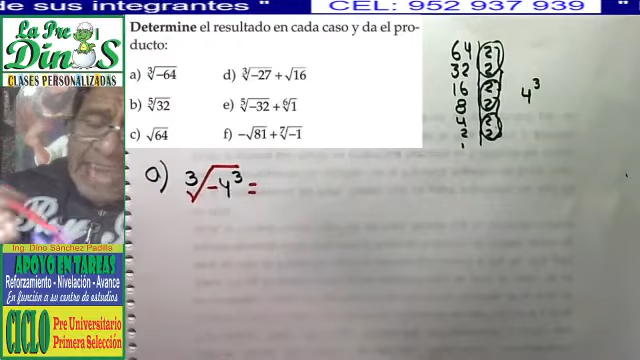 de sus integrantes CEL: 952 937 939
La Pre
DinoS
CLASES PERSONALIZADAS
Determine el resultado en cada caso y da el pro-
ducto:
a) ∛−64 d) ∛−27 + √16
b) ⁵√32 e) ⁵√−32 + ⁶√1
c) √64 f) −√81 + ⁷√−1
64 2
32 2
16 2
8 2
4 2
2 2
1
4³
a) ∛−4³ =
Ing. Dino Sánchez Padilla
APOYO EN TAREAS
Reforzamiento - Nivelación - Avance
En función a su centro de estudios
CICLO Pre Universitario
Primera Selección